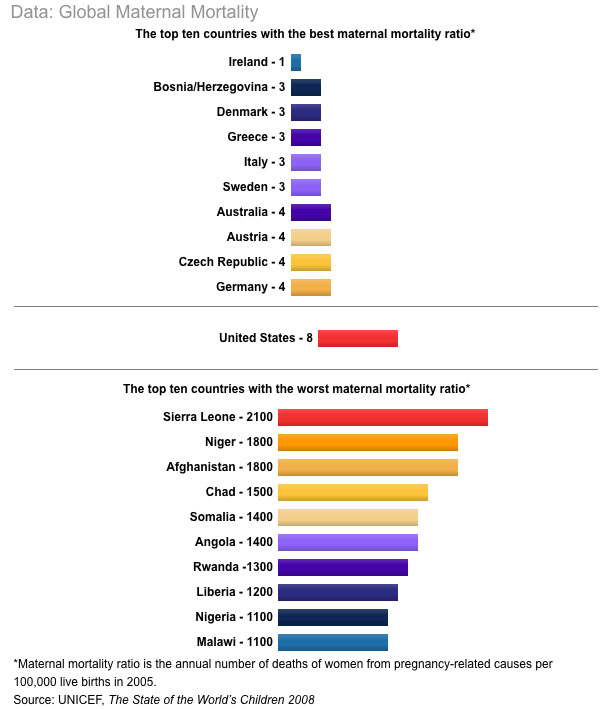 Data: Global Maternal Mortality
The top ten countries with the best maternal mortality ratio*
Ireland - 1
Bosnia/Herzegovina - 3
Denmark - 3
Greece - 3
Italy - 3
Sweden - 3
Australia - 4
Austria - 4
Czech Republic - 4
Germany - 4
United States - 8
The top ten countries with the worst maternal mortality ratio*
Sierra Leone - 2100
Niger - 1800
Afghanistan - 1800
Chad - 1500
Somalia - 1400
Angola - 1400
Rwanda -1300
Liberia - 1200
Nigeria - 1100
Malawi - 1100
*Maternal mortality ratio is the annual number of deaths of women from pregnancy-related causes per
100,000 live births in 2005.
Source: UNICEF, The State of the World's Children 2008